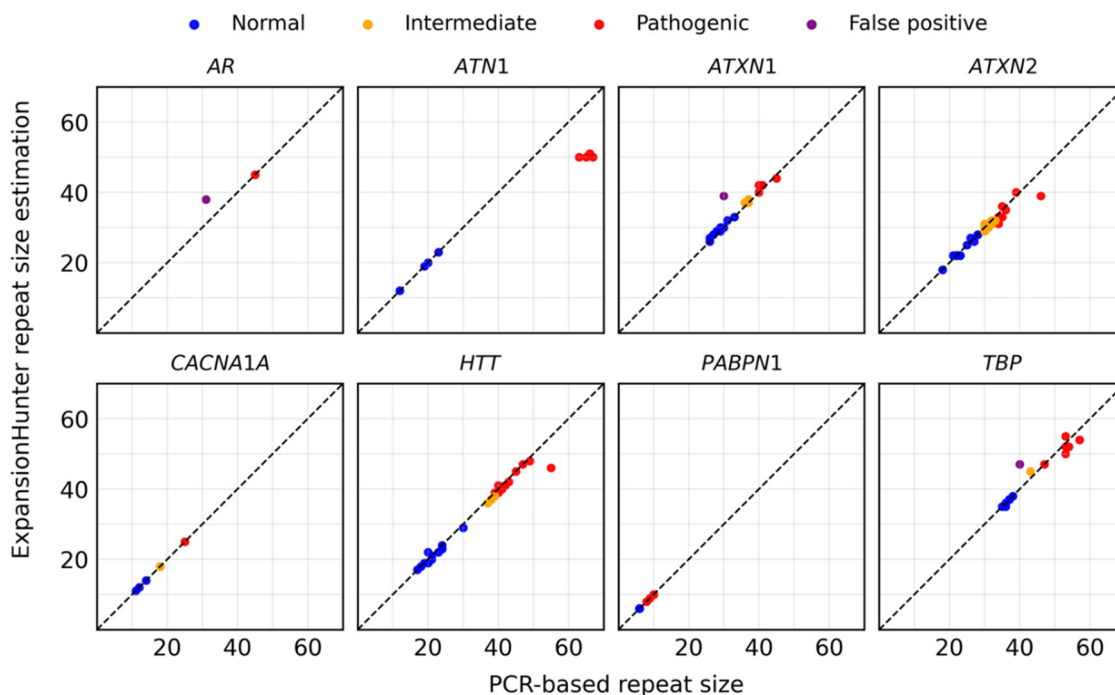 Normal Intermediate Pathogenic False positive
AR ATN1 ATXN1 ATXN2
60
40
20
CACNA1A HTT PABPN1 TBP
60
40
20
20 40 60 20 40 60 20 40 60 20 40 60
ExpansionHunter repeat size estimation
PCR-based repeat size